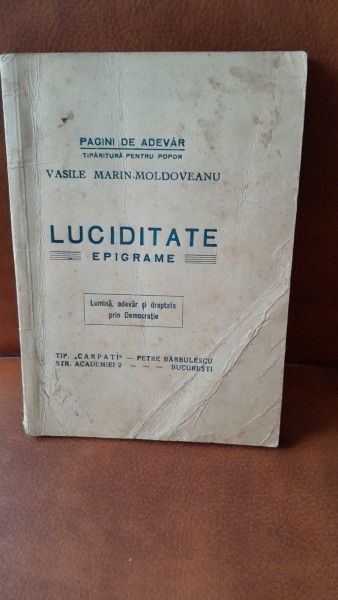 PAGINI DE ADEVĂR
TIPĂRITURĂ PENTRU POPOR
VASILE MARIN-MOLDOVEANU
LUCIDITATE
EPIGRAME
Lumină, adevăr și dreptate
prin Democrație
TIP. „CARPAȚI" — PETRE BĂRBULESCU
STR. ACADEMIEI 2 — — — BUCUREȘTI